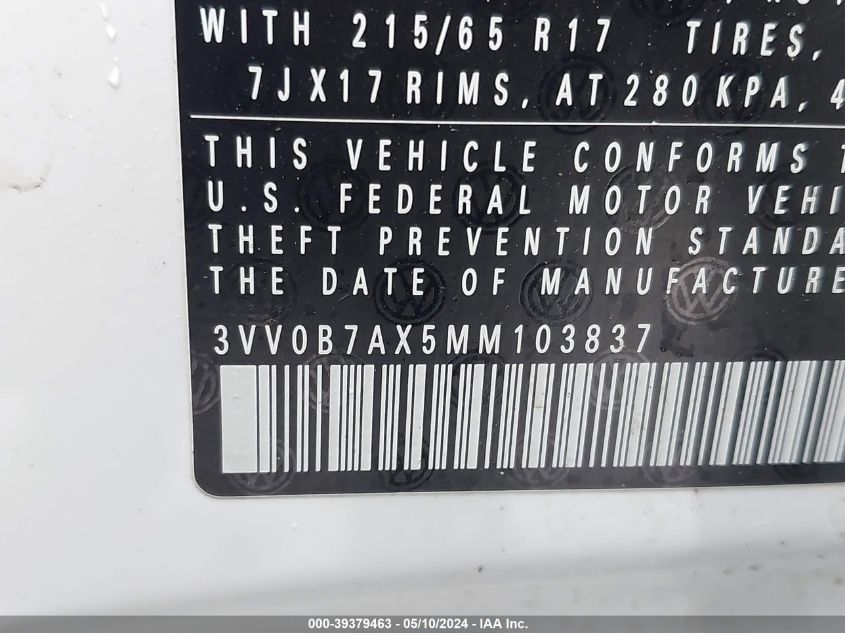 WITH 215/65 R17 TIRES,
7JX17 RIMS, AT 280 KPA, 4
THIS VEHICLE CONFORMS
U.S. FEDERAL MOTOR VEHI
THEFT PREVENTION STANDA
THE DATE OF MANUFACTURE
3VV0B7AX5MM103837
000-39379463 - 05/10/2024 - IAA Inc.